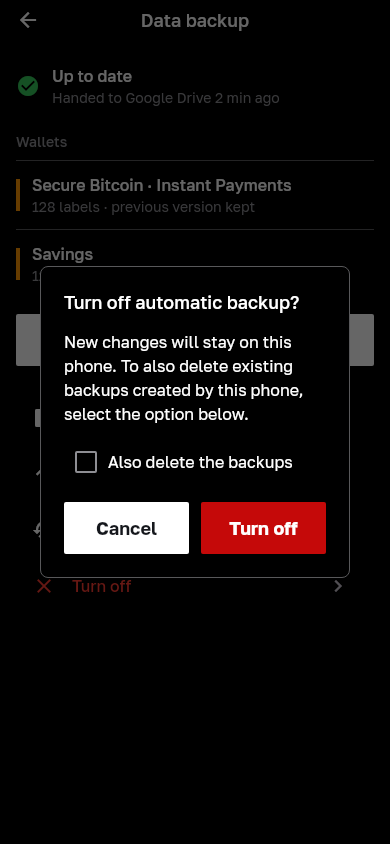 Data backup
Up to date
Handed to Google Drive 2 min ago
Wallets
Secure Bitcoin · Instant Payments
128 labels · previous version kept
Savings
Turn off automatic backup?
New changes will stay on this
phone. To also delete existing
backups created by this phone,
select the option below.
Also delete the backups
Cancel
Turn off
Turn off